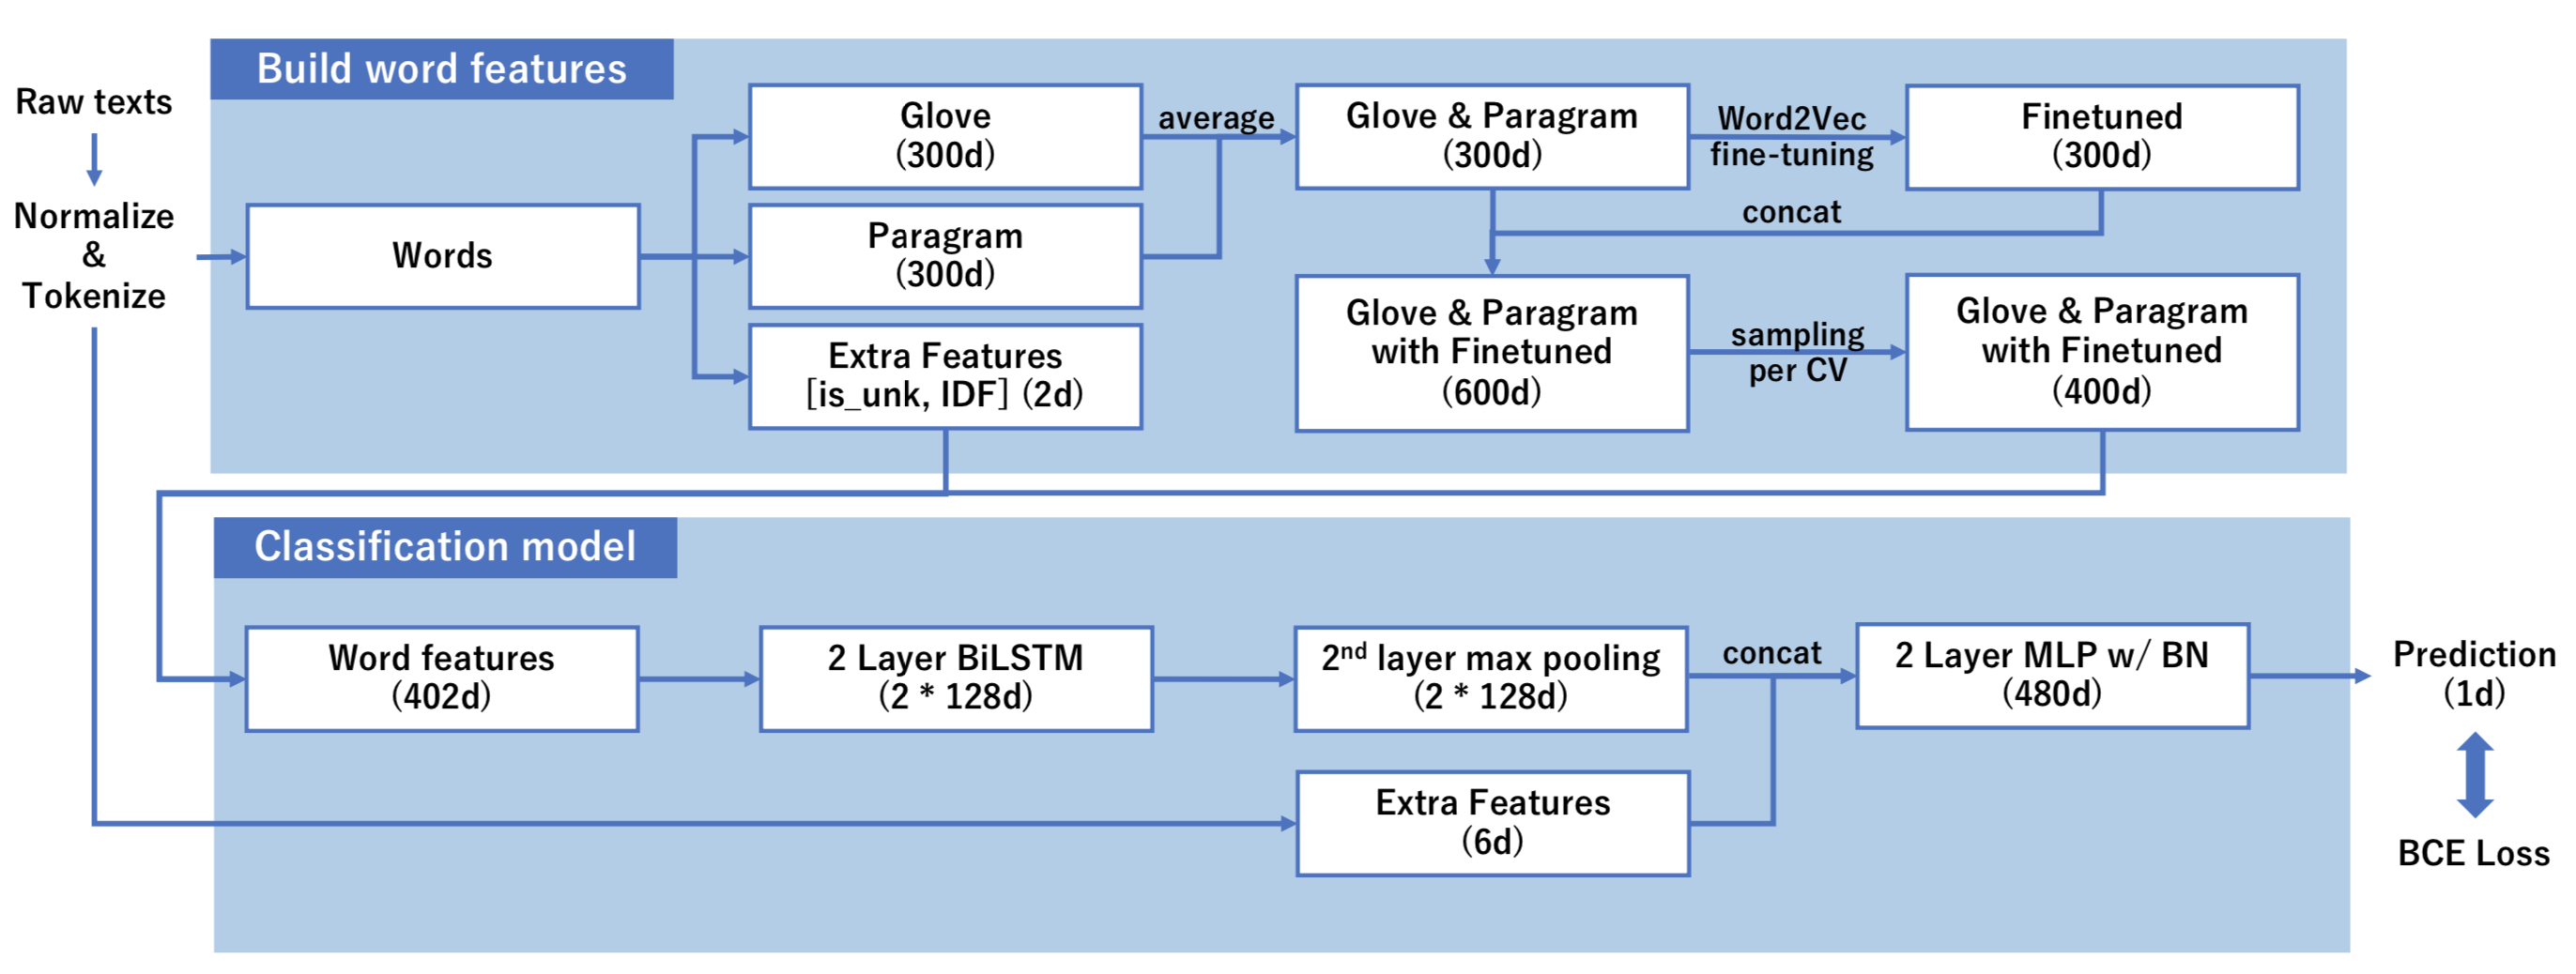 Raw texts
Normalize
&
Tokenize
Build word features
Words
Glove
(300d)
Paragram
(300d)
Extra Features
[is_unk, IDF] (2d)
average
Glove & Paragram
(300d)
Word2Vec
fine-tuning
Finetuned
(300d)
concat
Glove & Paragram
with Finetuned
(600d)
sampling
per CV
Glove & Paragram
with Finetuned
(400d)
Classification model
Word features
(402d)
2 Layer BiLSTM
(2 * 128d)
2nd layer max pooling
(2 * 128d)
concat
2 Layer MLP w/ BN
(480d)
Extra Features
(6d)
Prediction
(1d)
BCE Loss